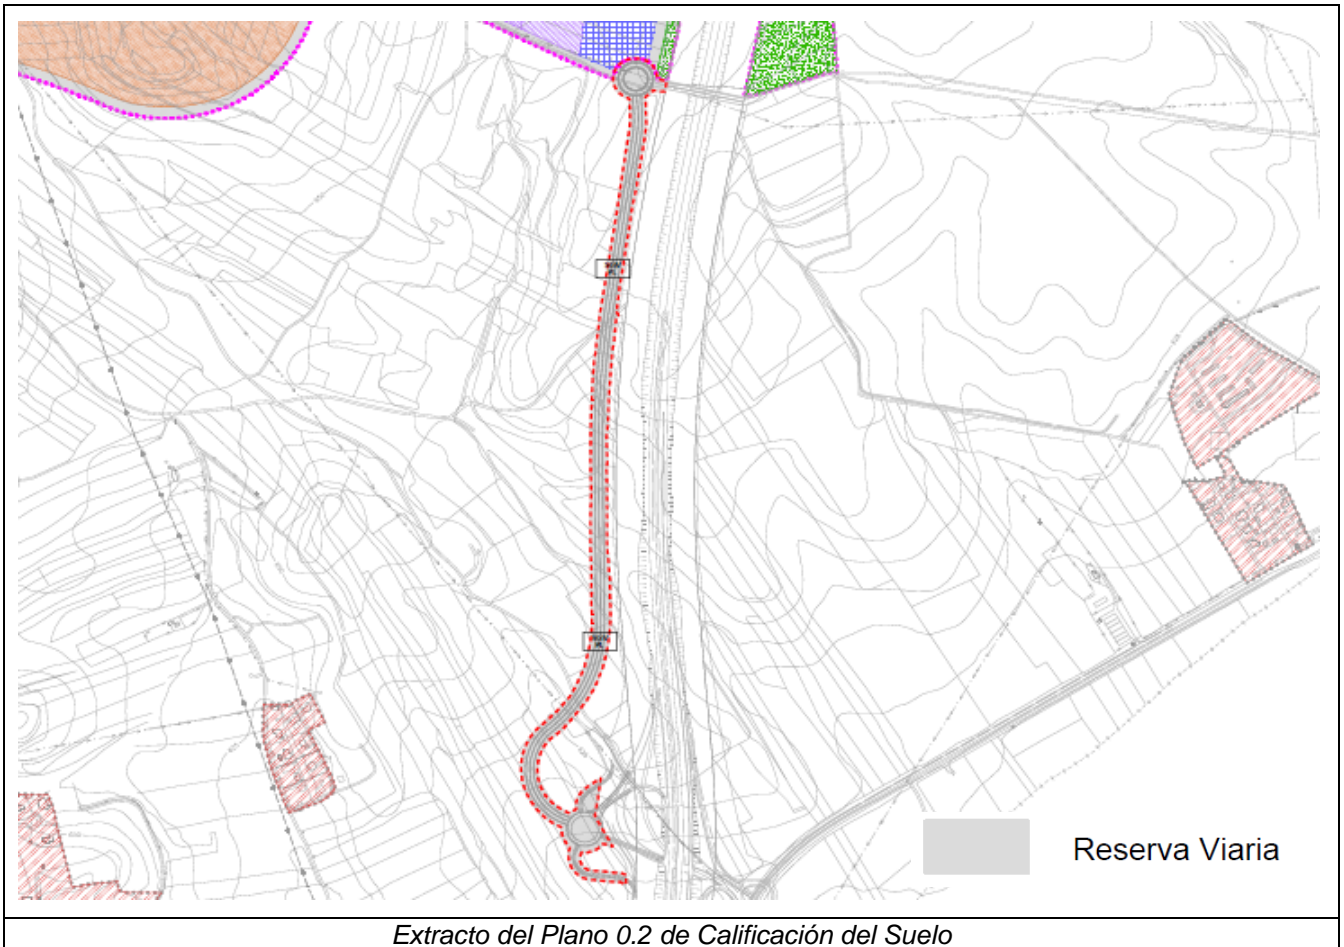 Reserva Viaria
Extracto del Plano 0.2 de Calificación del Suelo